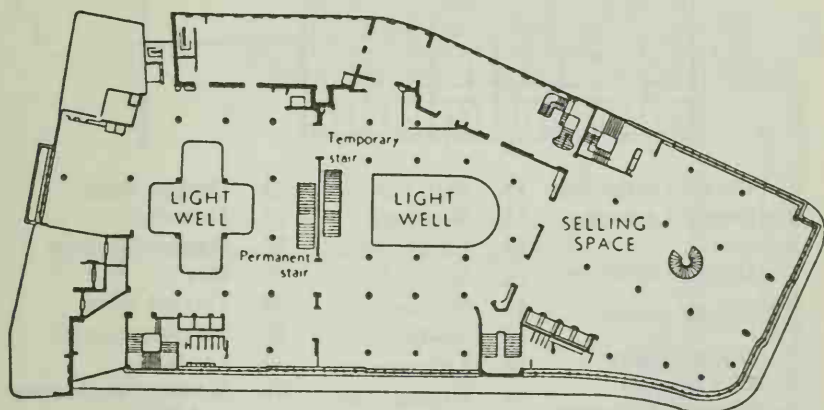 Temporary
stair
LIGHT
WELL
LIGHT
WELL
SELLING
SPACE
Permanent
stair